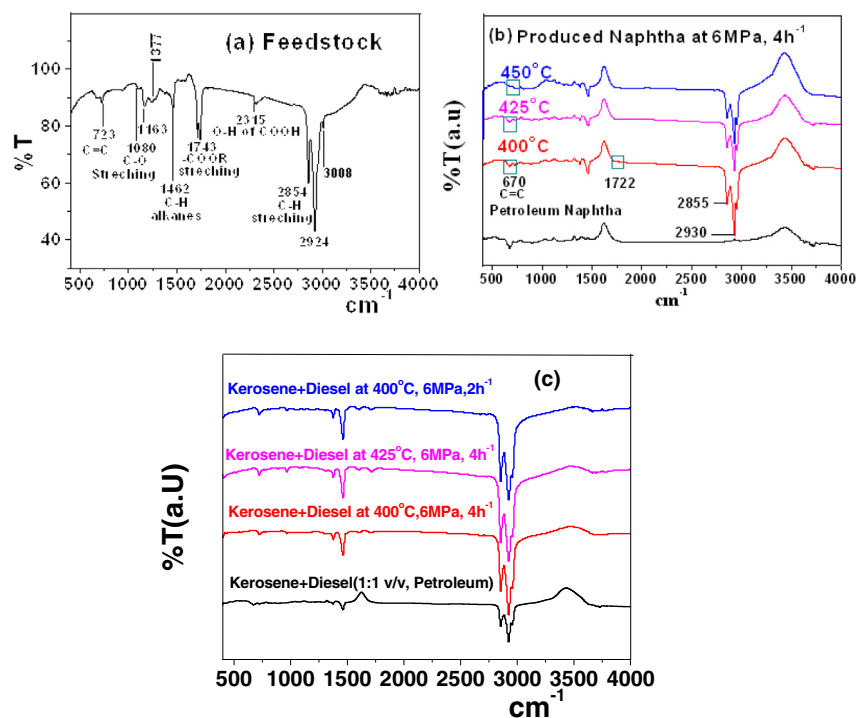 (a) Feedstock
1377
100
80
60
40
%T
723
C=C
1080
C-O
Streching
1163
1462
C-H
alkanes
1743
-COOR
streching
2345
O-H of COOH
2854
C-H
streching
3008
2924
500 1000 1500 2000 2500 3000 3500 4000
cm-1
(b) Produced Naphtha at 6MPa, 4h-1
450°C
425°C
400°C
%T(a.u)
670
C=C
1722
Petroleum Naphtha
2855
2930
500 1000 1500 2000 2500 3000 3500 4000
cm-1
(c)
Kerosene+Diesel at 400°C, 6MPa,2h-1
Kerosene+Diesel at 425°C, 6MPa, 4h-1
Kerosene+Diesel at 400°C,6MPa, 4h-1
Kerosene+Diesel(1:1 v/v, Petroleum)
%T(a.U)
500 1000 1500 2000 2500 3000 3500 4000
cm-1